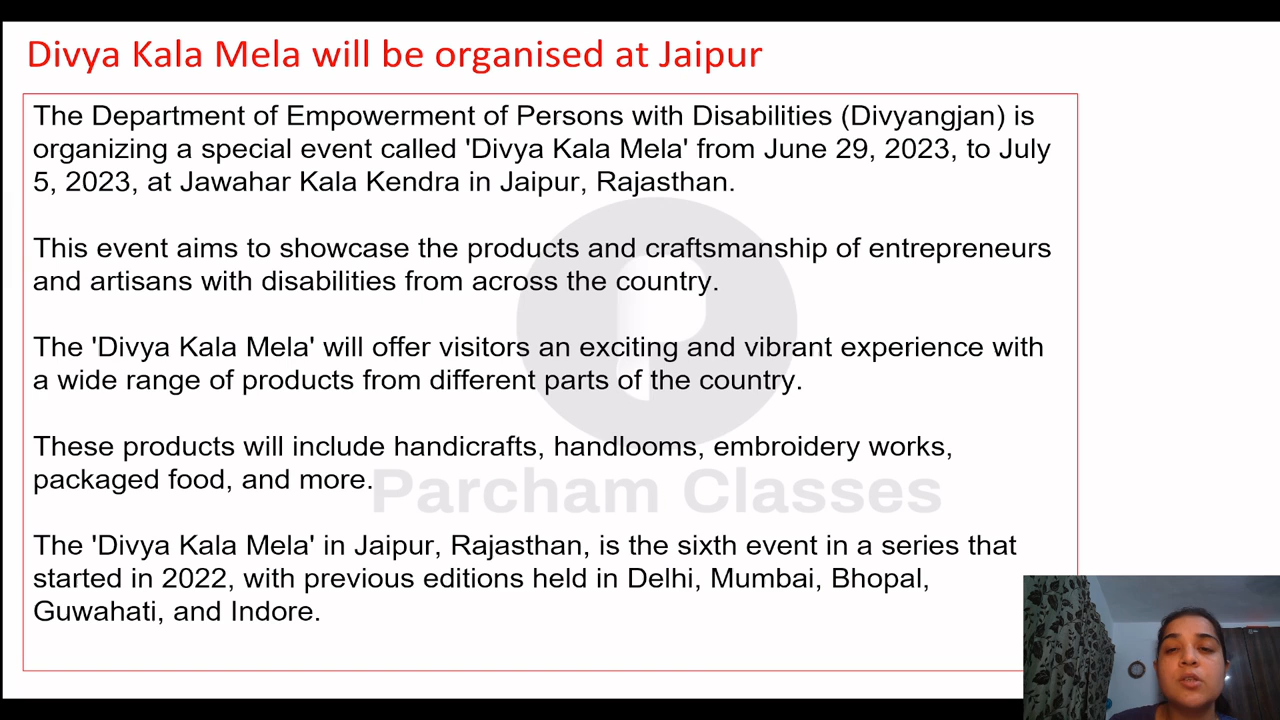 Divya Kala Mela will be organised at Jaipur
The Department of Empowerment of Persons with Disabilities (Divyangjan) is
organizing a special event called 'Divya Kala Mela' from June 29, 2023, to July
5, 2023, at Jawahar Kala Kendra in Jaipur, Rajasthan.
This event aims to showcase the products and craftsmanship of entrepreneurs
and artisans with disabilities from across the country.
The 'Divya Kala Mela' will offer visitors an exciting and vibrant experience with
a wide range of products from different parts of the country.
These products will include handicrafts, handlooms, embroidery works,
packaged food, and more.
Parcham Classes
The 'Divya Kala Mela' in Jaipur, Rajasthan, is the sixth event in a series that
started in 2022, with previous editions held in Delhi, Mumbai, Bhopal,
Guwahati, and Indore.